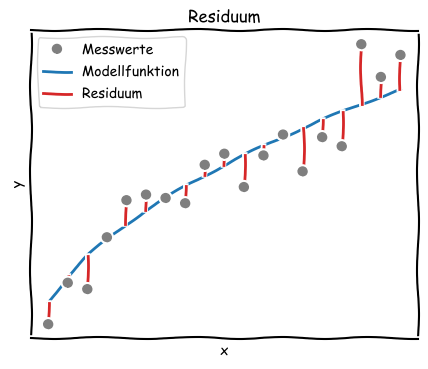 Residuum
Messwerte
Modellfunktion
Residuum
y
x